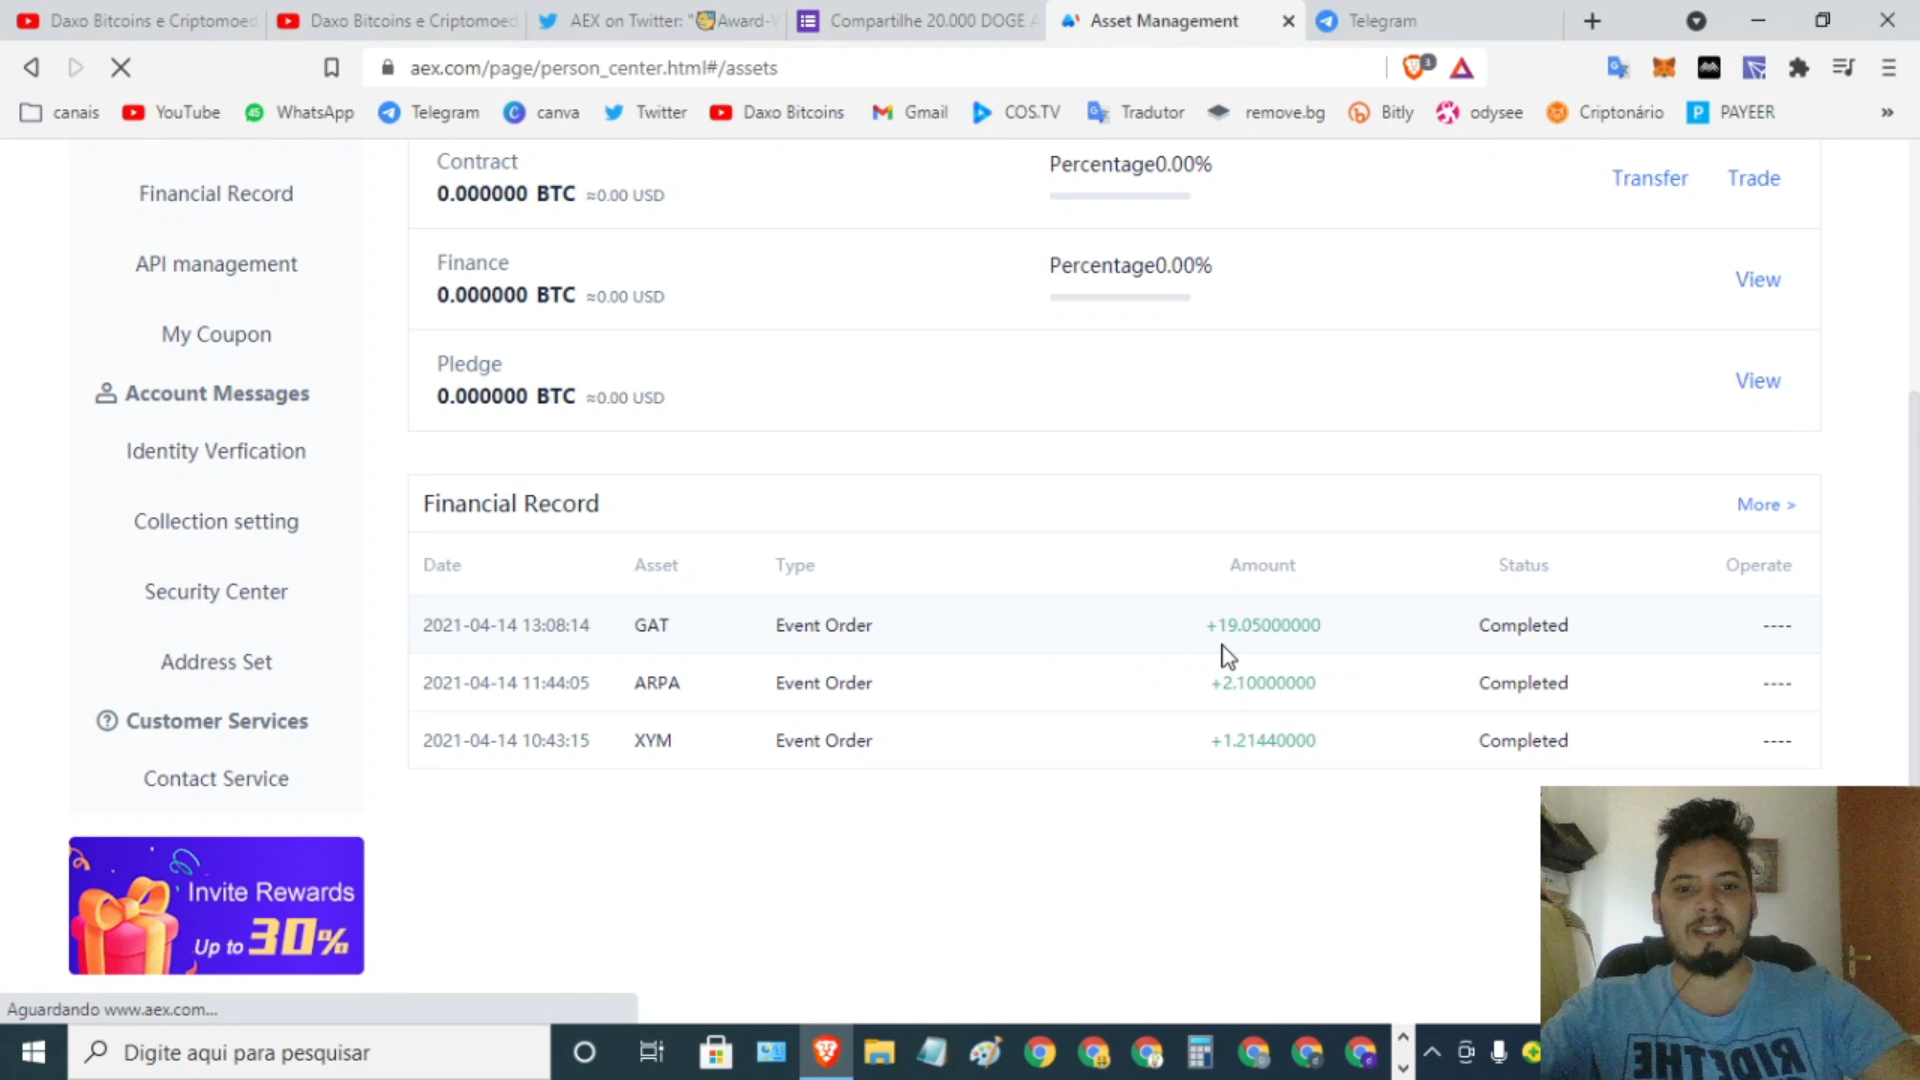 Daxo Bitcoins e Criptomoed
Daxo Bitcoins e Criptomoed
AEX on Twitter: "Award-
Compartilhe 20.000 DOGE
Asset Management
Telegram
aex.com/page/person_center.html#/assets
3
canais
YouTube
WhatsApp
Telegram
canva
Twitter
Daxo Bitcoins
Gmail
COS.TV
Tradutor
remove.bg
Bitly
odysee
Criptonário
PAYEER
»
Financial Record
API management
My Coupon
Account Messages
Identity Verfication
Collection setting
Security Center
Address Set
Customer Services
Contact Service
Invite Rewards
Up to 30%
Contract
0.000000 BTC ≈0.00 USD
Percentage0.00%
Transfer Trade
Finance
0.000000 BTC ≈0.00 USD
Percentage0.00%
View
Pledge
0.000000 BTC ≈0.00 USD
View
Financial Record
More >
Date Asset Type Amount Status Operate
2021-04-14 13:08:14 GAT Event Order +19.05000000 Completed ----
2021-04-14 11:44:05 ARPA Event Order +2.10000000 Completed ----
2021-04-14 10:43:15 XYM Event Order +1.21440000 Completed ----
Aguardando www.aex.com...
Digite aqui para pesquisar